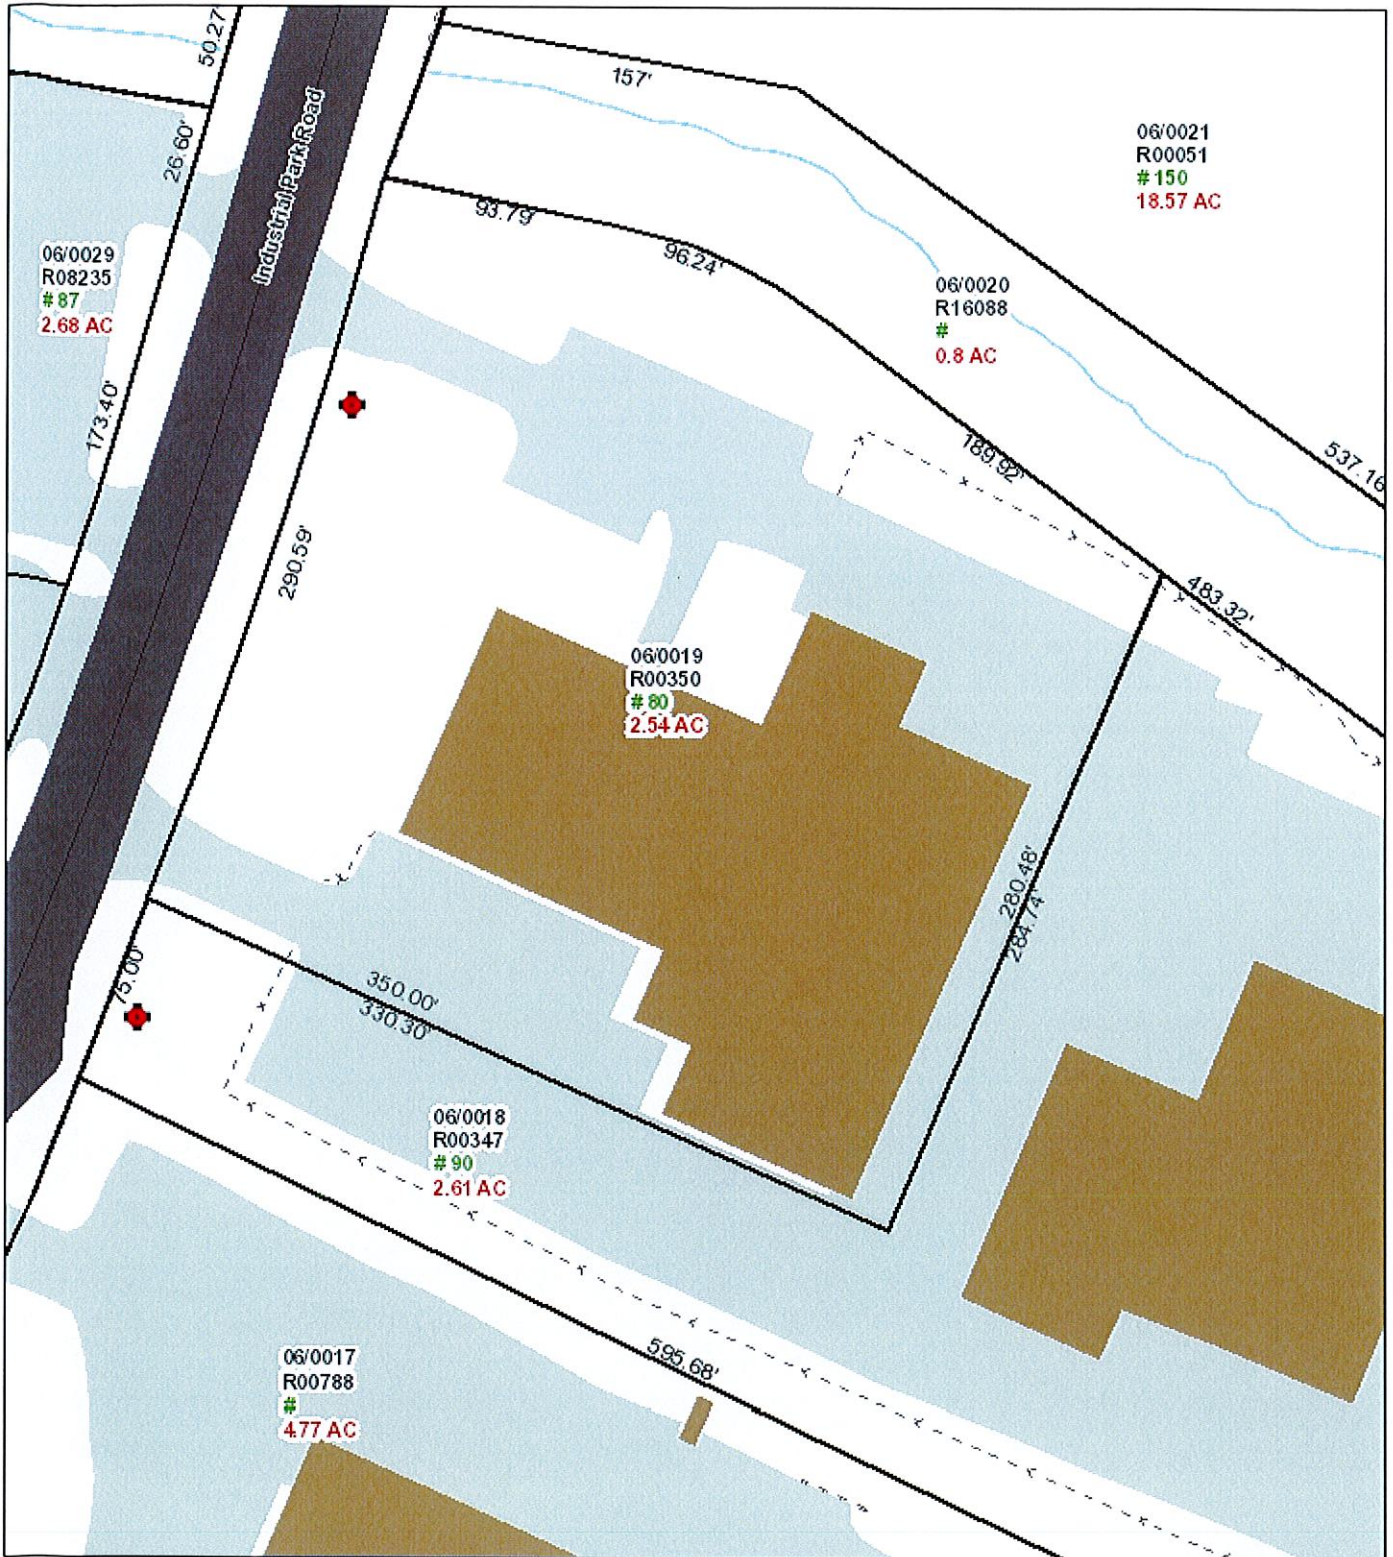 50.27'
157'
26.60'
Industrial Park Road
06/0021
R00051
# 150
18.57 AC
93.79'
96.24'
06/0029
R08235
# 87
2.68 AC
06/0020
R16088
#
0.8 AC
173.40'
189.92'
537.16
290.59'
483.32'
06/0019
R00350
# 80
2.54 AC
280.48'
284.74'
75.00'
350.00'
330.30'
06/0018
R00347
# 90
2.61 AC
595.68'
06/0017
R00788
#
4.77 AC